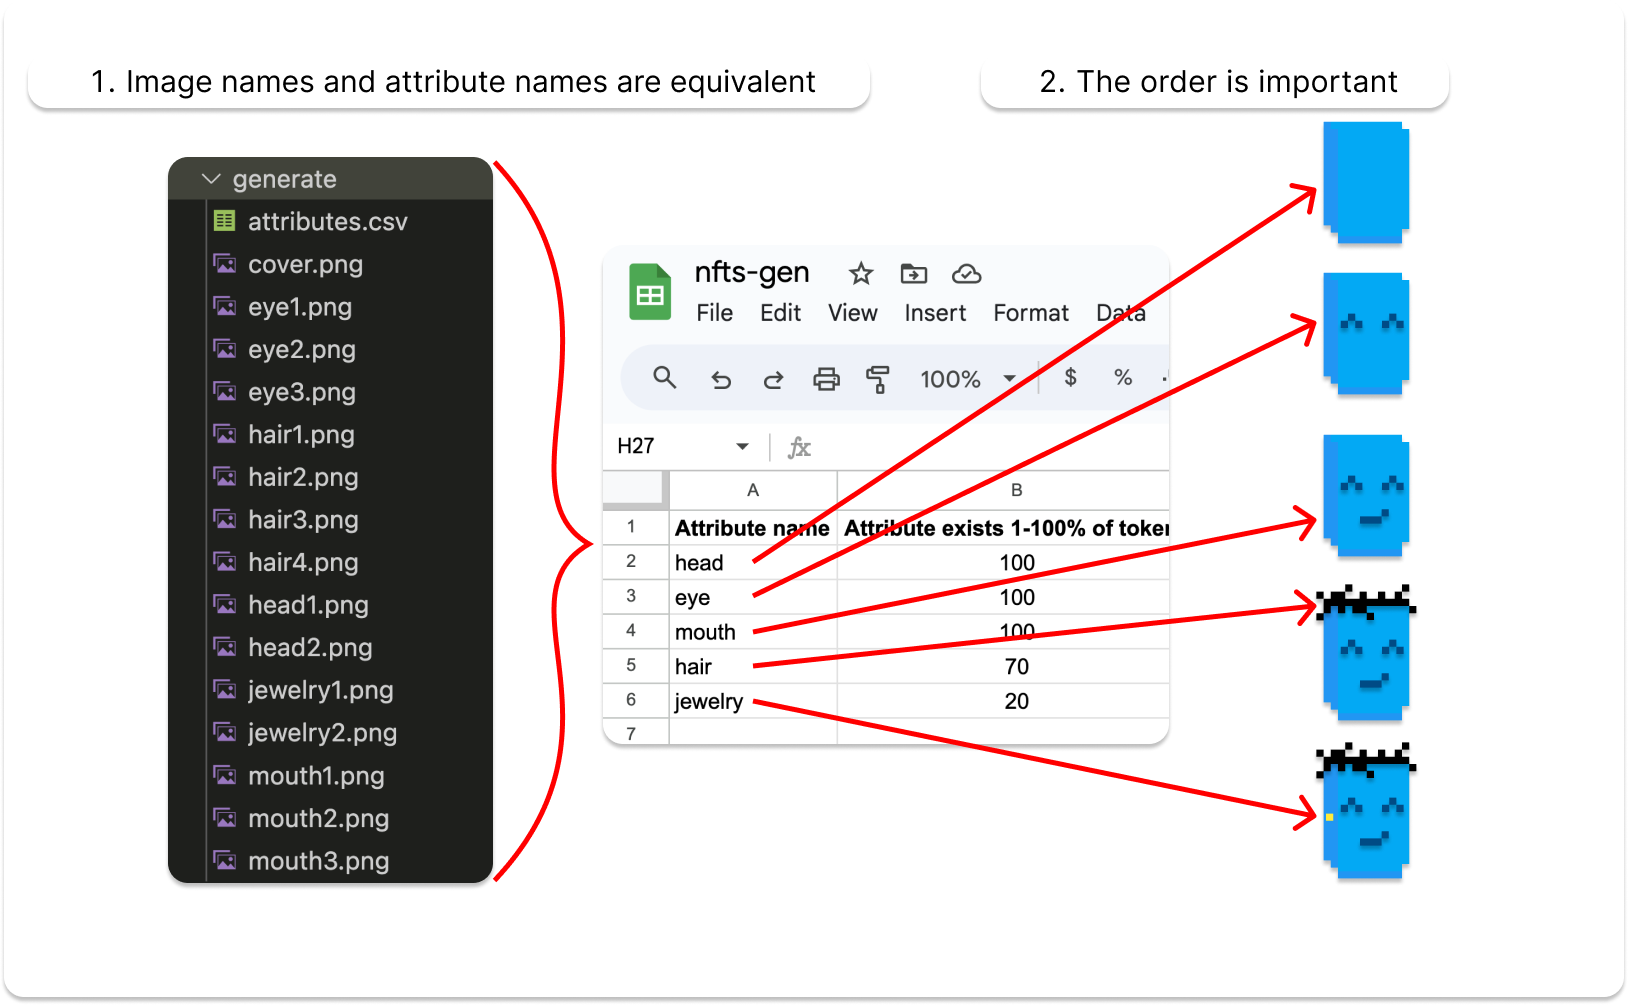 1. Image names and attribute names are equivalent
2. The order is important
generate
attributes.csv
cover.png
eye1.png
eye2.png
eye3.png
hair1.png
hair2.png
hair3.png
hair4.png
head1.png
head2.png
jewelry1.png
jewelry2.png
mouth1.png
mouth2.png
mouth3.png
nfts-gen
File Edit View Insert Format Data
100% $ %
H27 fx
A B
1 Attribute name Attribute exists 1-100% of token
2 head 100
3 eye 100
4 mouth 100
5 hair 70
6 jewelry 20
7